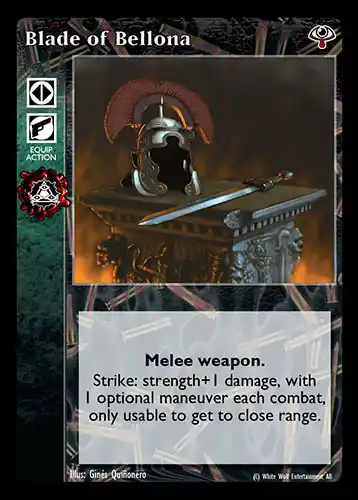 Blade of Bellona
EQUIP
ACTION
Melee weapon.
Strike: strength+1 damage, with
1 optional maneuver each combat,
only usable to get to close range.
Illus: Ginés Quiñonero
(C) White Wolf Entertainment AB